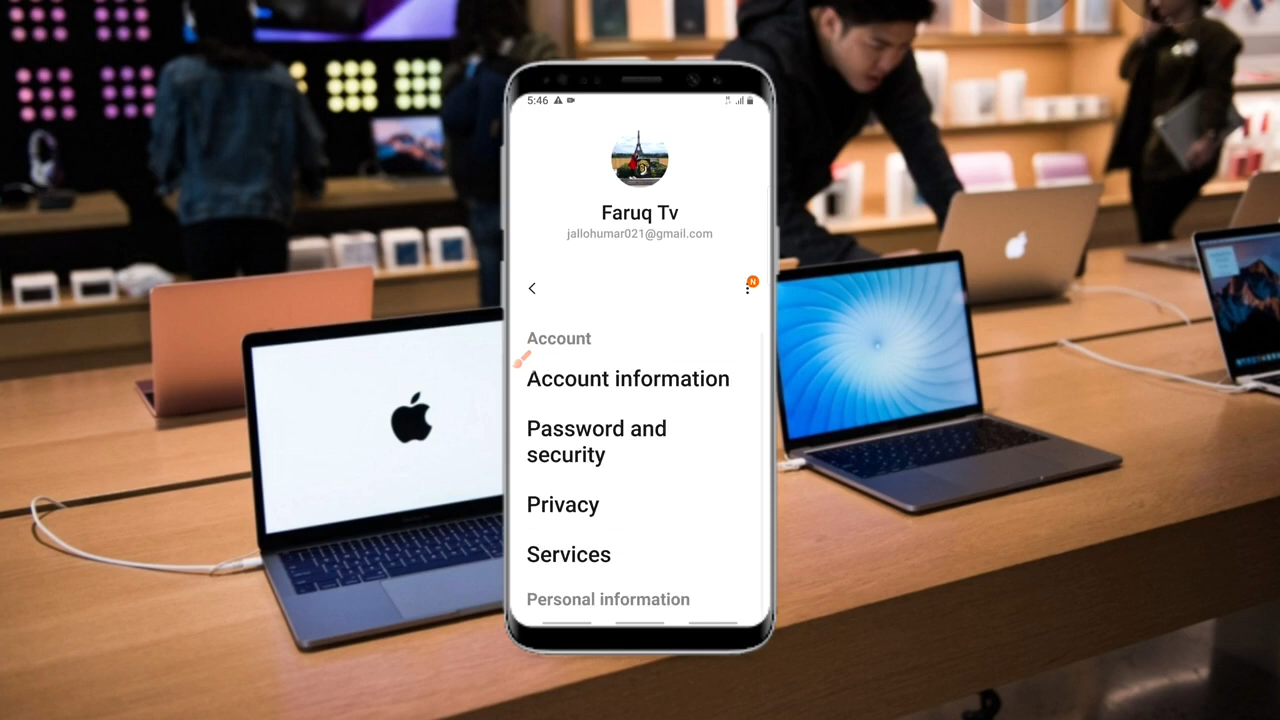 5:46
Faruq Tv
jallohumar021@gmail.com
N
Account
Account information
Password and
security
Privacy
Services
Personal information